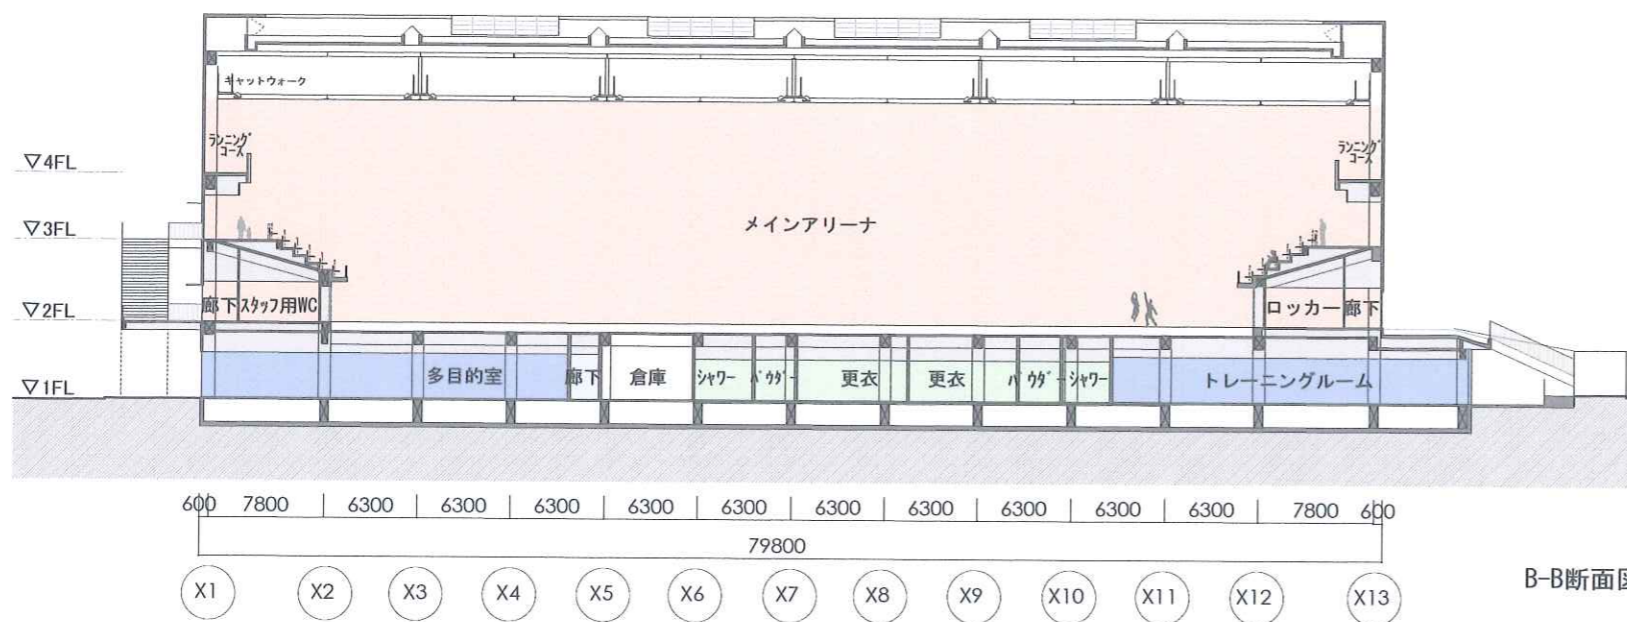 キャットウォーク
ランニング
コース
ランニング
コース
▽4FL
▽3FL
メインアリーナ
▽2FL
廊下 スタッフ用WC
ロッカー 廊下
▽1FL
多目的室 廊下 倉庫 シャワー パウダー 更衣 更衣 パウダー シャワー トレーニングルーム
600 7800 6300 6300 6300 6300 6300 6300 6300 6300 6300 6300 7800 600
79800
X1 X2 X3 X4 X5 X6 X7 X8 X9 X10 X11 X12 X13
B-B断面図